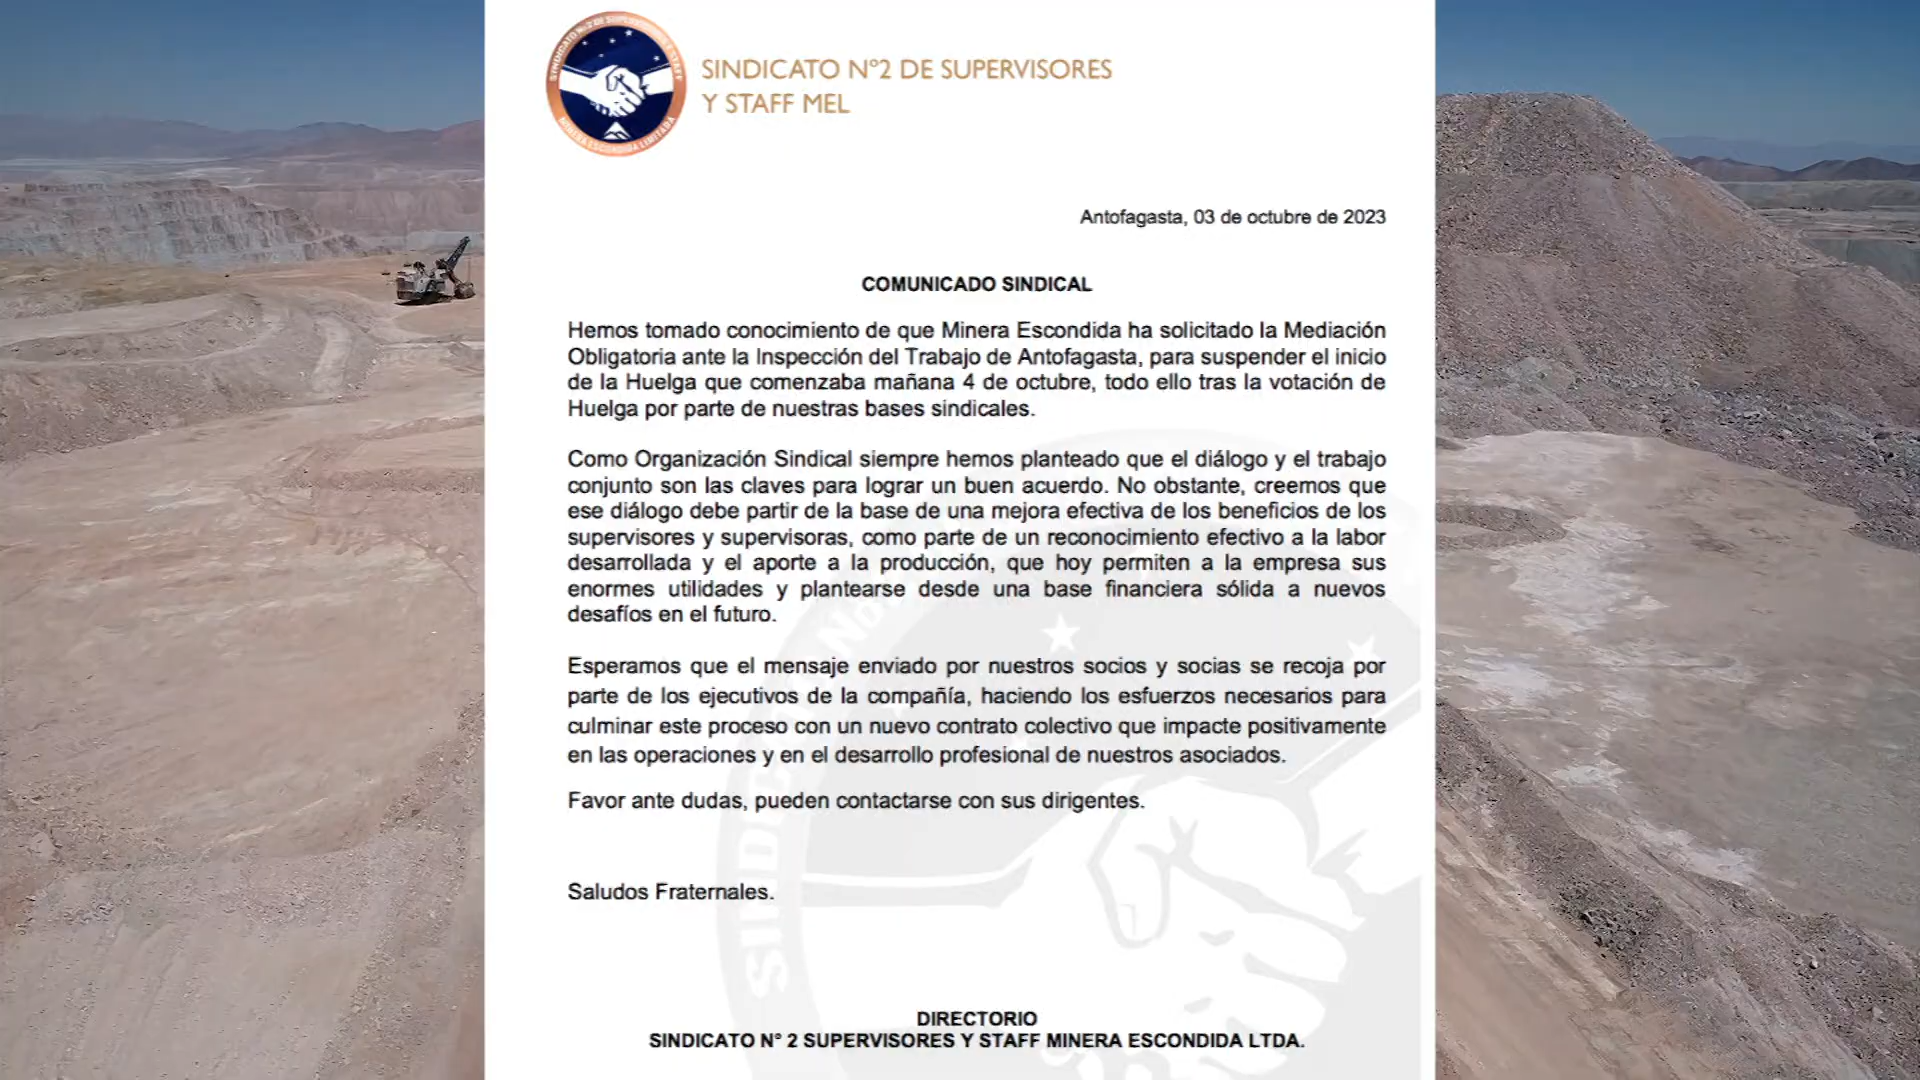 SINDICATO Nº2 DE SUPERVISORES Y STAFF
MINERA ESCONDIDA LIMITADA
SINDICATO Nº2 DE SUPERVISORES
Y STAFF MEL
Antofagasta, 03 de octubre de 2023
COMUNICADO SINDICAL
Hemos tomado conocimiento de que Minera Escondida ha solicitado la Mediación
Obligatoria ante la Inspección del Trabajo de Antofagasta, para suspender el inicio
de la Huelga que comenzaba mañana 4 de octubre, todo ello tras la votación de
Huelga por parte de nuestras bases sindicales.
Como Organización Sindical siempre hemos planteado que el diálogo y el trabajo
conjunto son las claves para lograr un buen acuerdo. No obstante, creemos que
ese diálogo debe partir de la base de una mejora efectiva de los beneficios de los
supervisores y supervisoras, como parte de un reconocimiento efectivo a la labor
desarrollada y el aporte a la producción, que hoy permiten a la empresa sus
enormes utilidades y plantearse desde una base financiera sólida a nuevos
desafíos en el futuro.
Esperamos que el mensaje enviado por nuestros socios y socias se recoja por
parte de los ejecutivos de la compañía, haciendo los esfuerzos necesarios para
culminar este proceso con un nuevo contrato colectivo que impacte positivamente
en las operaciones y en el desarrollo profesional de nuestros asociados.
Favor ante dudas, pueden contactarse con sus dirigentes.
Saludos Fraternales.
DIRECTORIO
SINDICATO N° 2 SUPERVISORES Y STAFF MINERA ESCONDIDA LTDA.